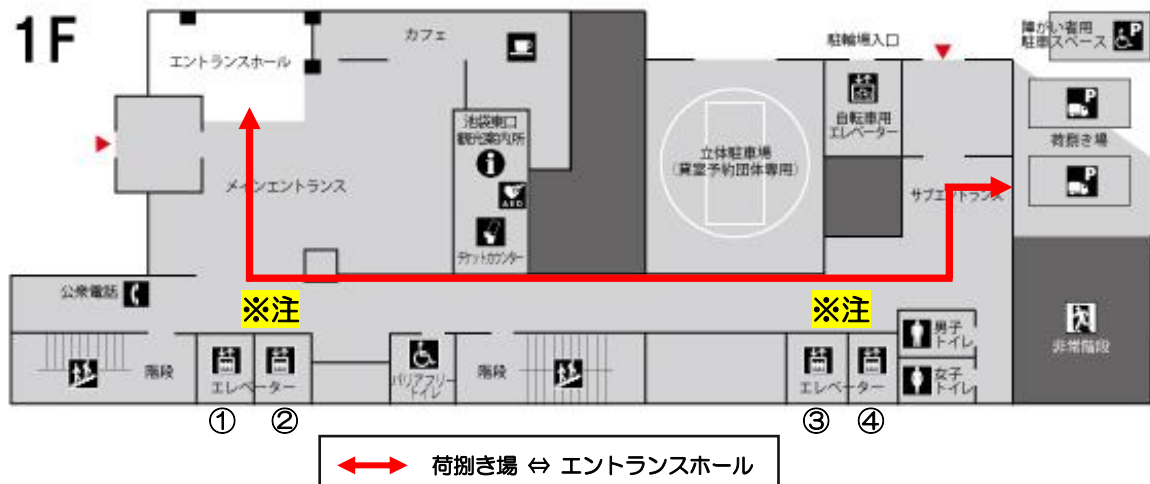 1F
カフェ
エントランスホール
駐輪場入口
障がい者用
駐車スペース
P
P
荷捌き場
P
池袋東口
観光案内所
i
AED
チケットカウンター
自転車用
エレベーター
立体駐車場
(貸室予約団体専用)
メインエントランス
サブエントランス
公衆電話
※注
※注
階段
エレベーター
バリアフリー
トイレ
階段
エレベーター
男子
トイレ
女子
トイレ
非常階段
①
②
③
④
荷捌き場 ⇔ エントランスホール